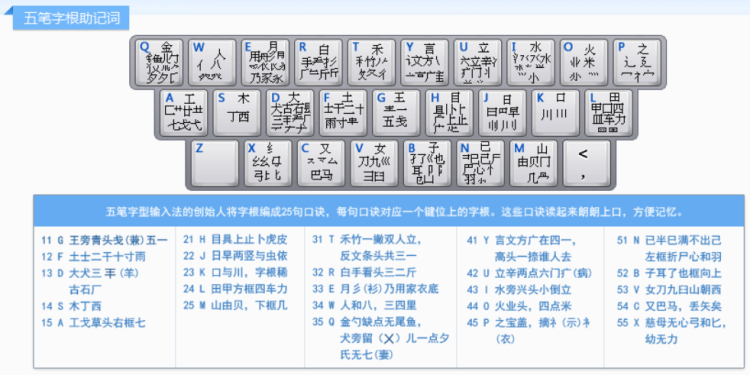 五笔字根助记词
Q 金
W 人
E 月
R 白
T 禾
Y 言
U 立
I 水
O 火
P 之
A 工
S 木
D 大
F 土
G 王
H 目
J 日
K 口
L 田
Z
X 纟
C 又
V 女
B 子
N 已
M 山
<
,
五笔字型输入法的创始人将字根编成25句口诀，每句口诀对应一个键位上的字根。这些口诀读起来朗朗上口，方便记忆。
11 G 王旁青头戋(兼)五一
12 F 土士二干十寸雨
13 D 大犬三𦍌(羊)
古石厂
14 S 木丁西
15 A 工戈草头右框七
21 H 目具上止卜虎皮
22 J 日早两竖与虫依
23 K 口与川，字根稀
24 L 田甲方框四车力
25 M 山由贝，下框几
31 T 禾竹一撇双人立，
反文条头共三一
32 R 白手看头三二斤
33 E 月彡(衫)乃用家衣底
34 W 人和八，三四里
35 Q 金勺缺点无尾鱼，
犬旁留（乂）儿一点夕
氏无七(妻)
41 Y 言文方广在四一，
高头一捺谁人去
42 U 立辛两点六门疒(病)
43 I 水旁兴头小倒立
44 O 火业头，四点米
45 P 之宝盖，摘礻(示)衤
(衣)
51 N 已半巳满不出己
左框折尸心和羽
52 B 子耳了也框向上
53 V 女刀九臼山朝西
54 C 又巴马，丢矢矣
55 X 慈母无心弓和匕，
幼无力